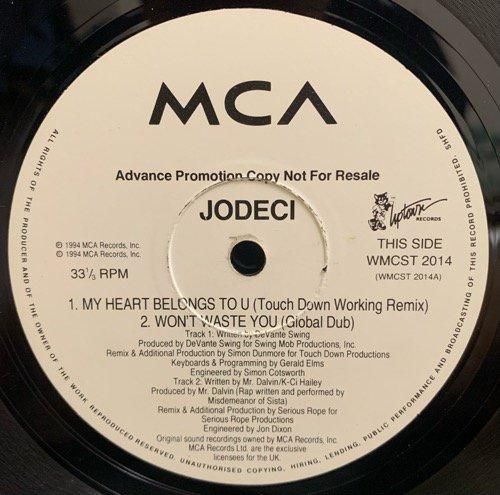 MCA
Advance Promotion Copy Not For Resale
JODECI
Uptown
RECORDS
℗ 1994 MCA Records, Inc.
© 1994 MCA Records, Inc.
33⅓ RPM
THIS SIDE
WMCST 2014
(WMCST 2014A)
1. MY HEART BELONGS TO U (Touch Down Working Remix)
2. WON'T WASTE YOU (Global Dub)
Track 1: Written by DeVante Swing
Produced by DeVante Swing for Swing Mob Productions, Inc.
Remix & Additional Production by Simon Dunmore for Touch Down Productions
Keyboards & Programming by Gerald Elms
Engineered by Simon Cotsworth
Track 2: Written by Mr. Dalvin/K-Ci Hailey
Produced by Mr. Dalvin (Rap written and performed by
Misdemeanor of Sista)
Remix & Additional Production by Serious Rope for
Serious Rope Productions
Engineered by Jon Dixon
Original sound recordings owned by MCA Records, Inc.
MCA Records Ltd. are the exclusive
licensees for the UK.
ALL RIGHTS OF THE PRODUCER AND OF THE OWNER OF THE WORK REPRODUCED RESERVED. UNAUTHORISED COPYING, HIRING, LENDING, PUBLIC PERFORMANCE AND BROADCASTING OF THIS RECORD PROHIBITED. SHFD